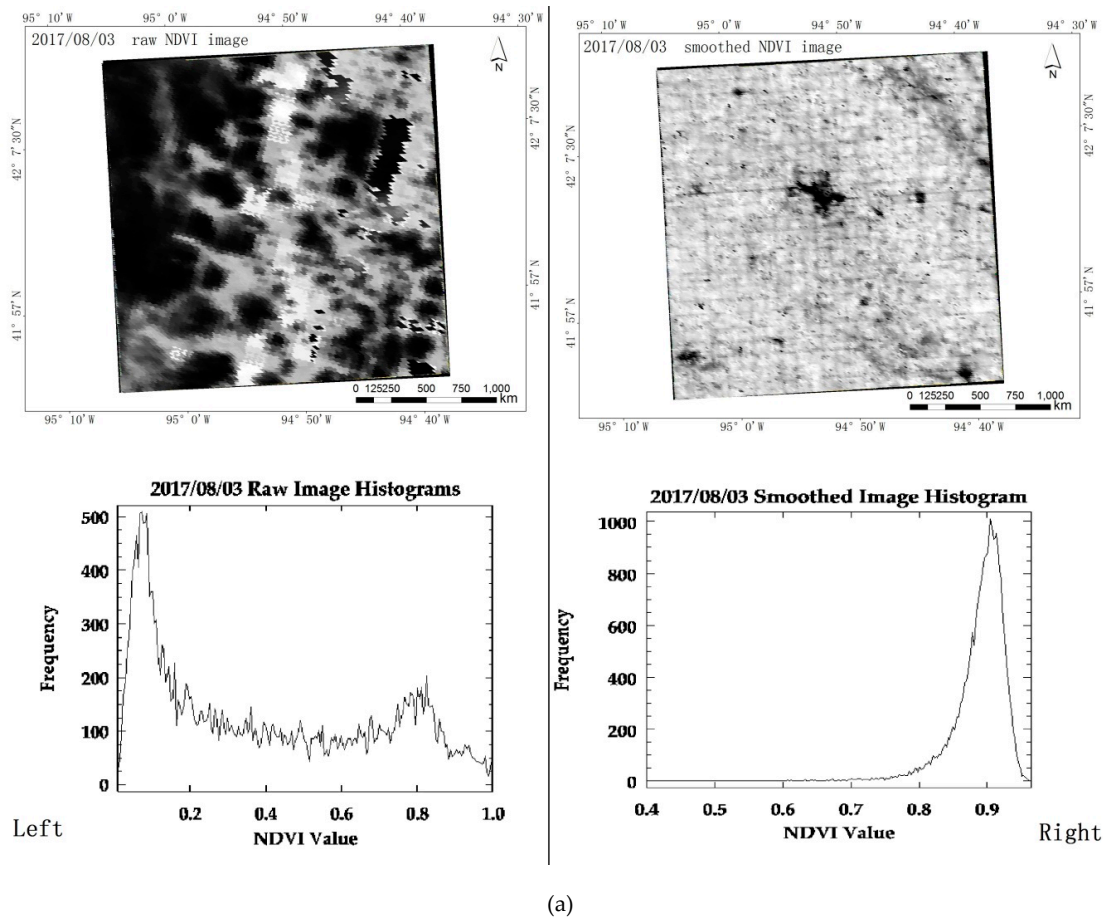 95° 10′W 95° 0′W 94° 50′W 94° 40′W 94° 30′W
2017/08/03 raw NDVI image
N
42° 7′30″N
42° 7′30″N
41° 57′N
41° 57′N
0 125250 500 750 1,000
km
95° 10′W 95° 0′W 94° 50′W 94° 40′W
95° 10′W 95° 0′W 94° 50′W 94° 40′W 94° 30′W
2017/08/03 smoothed NDVI image
N
42° 7′30″N
42° 7′30″N
41° 57′N
41° 57′N
0 125250 500 750 1,000
km
95° 10′W 95° 0′W 94° 50′W 94° 40′W
2017/08/03 Raw Image Histograms
500
400
300
200
100
0
Frequency
0.2 0.4 0.6 0.8 1.0
NDVI Value
Left
2017/08/03 Smoothed Image Histogram
1000
800
600
400
200
0
Frequency
0.4 0.5 0.6 0.7 0.8 0.9
NDVI Value
Right
(a)